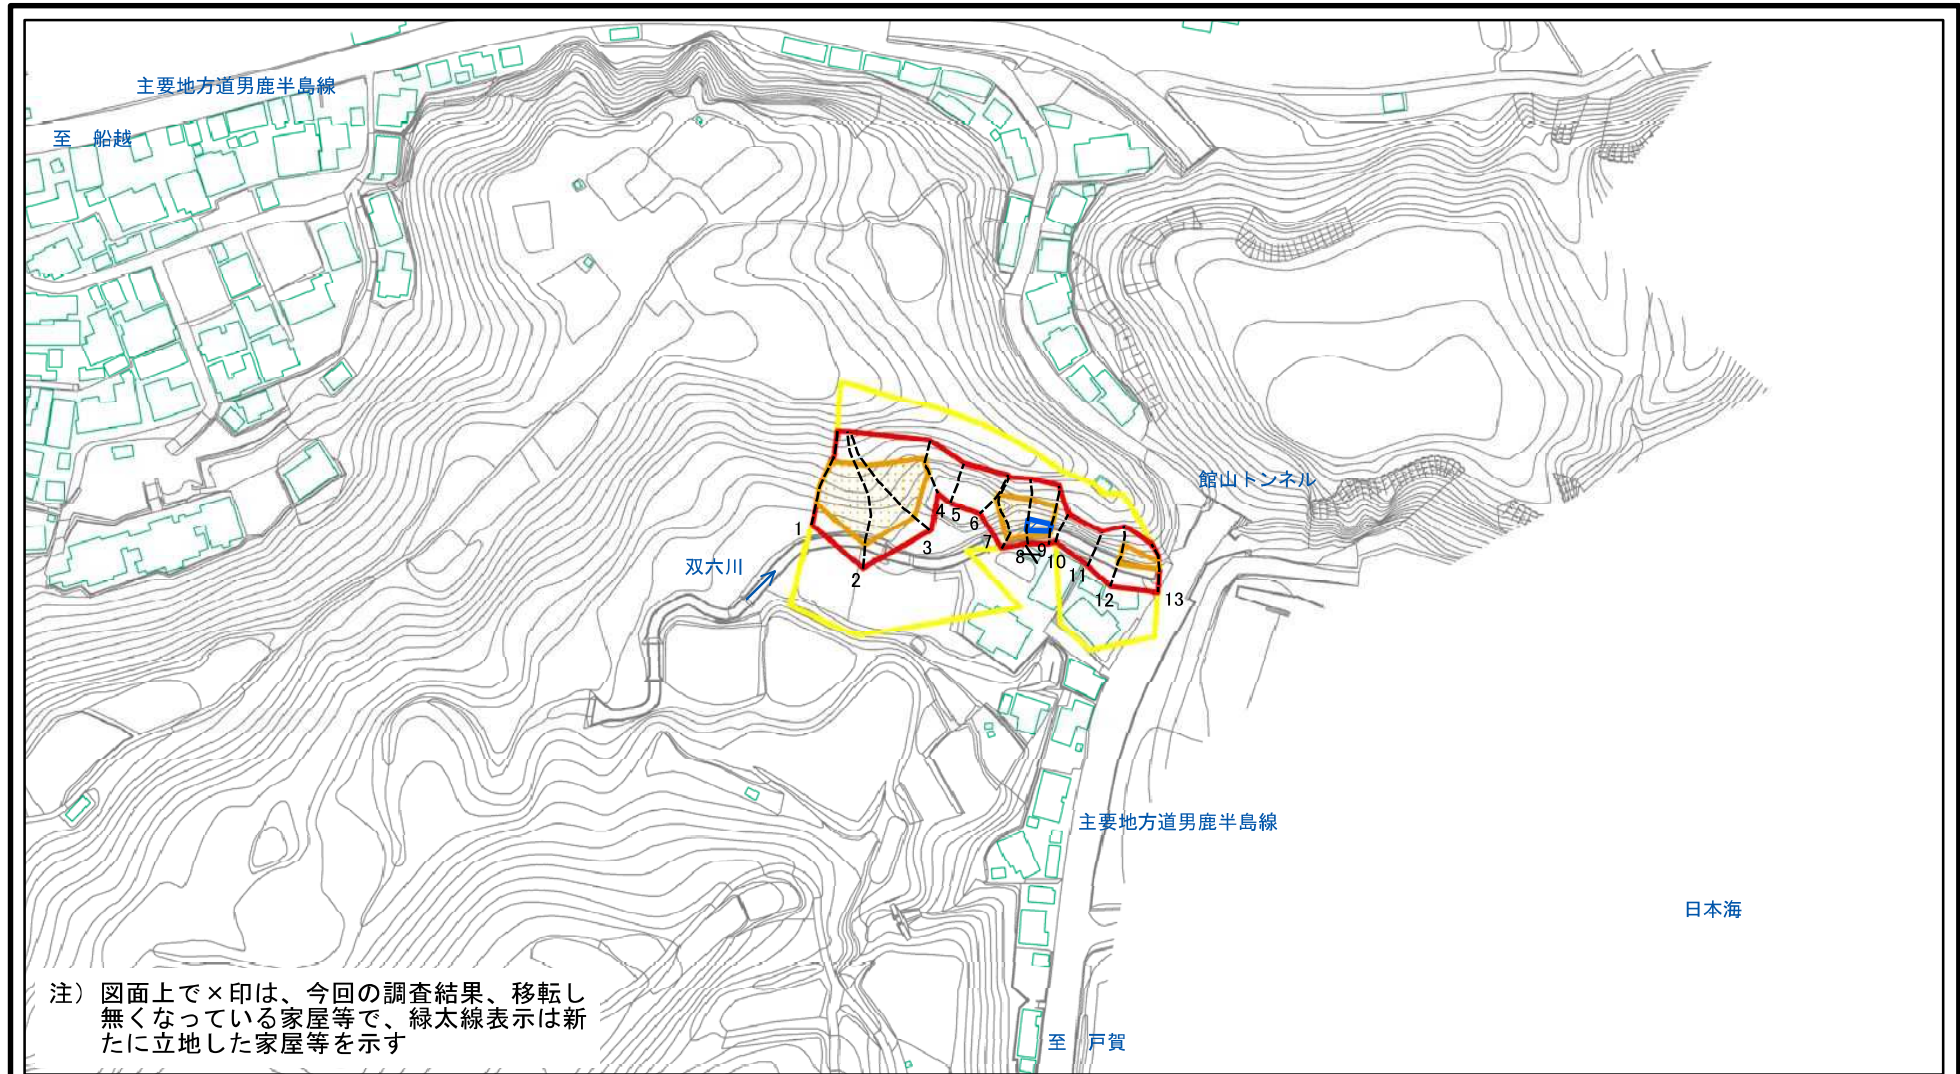 主要地方道男鹿半島線
至 船越
館山トンネル
双六川
1
2
3
4
5
6
7
8
9
10
11
12
13
主要地方道男鹿半島線
日本海
至 戸賀
注) 図面上で×印は、今回の調査結果、移転し
無くなっている家屋等で、緑太線表示は新
たに立地した家屋等を示す